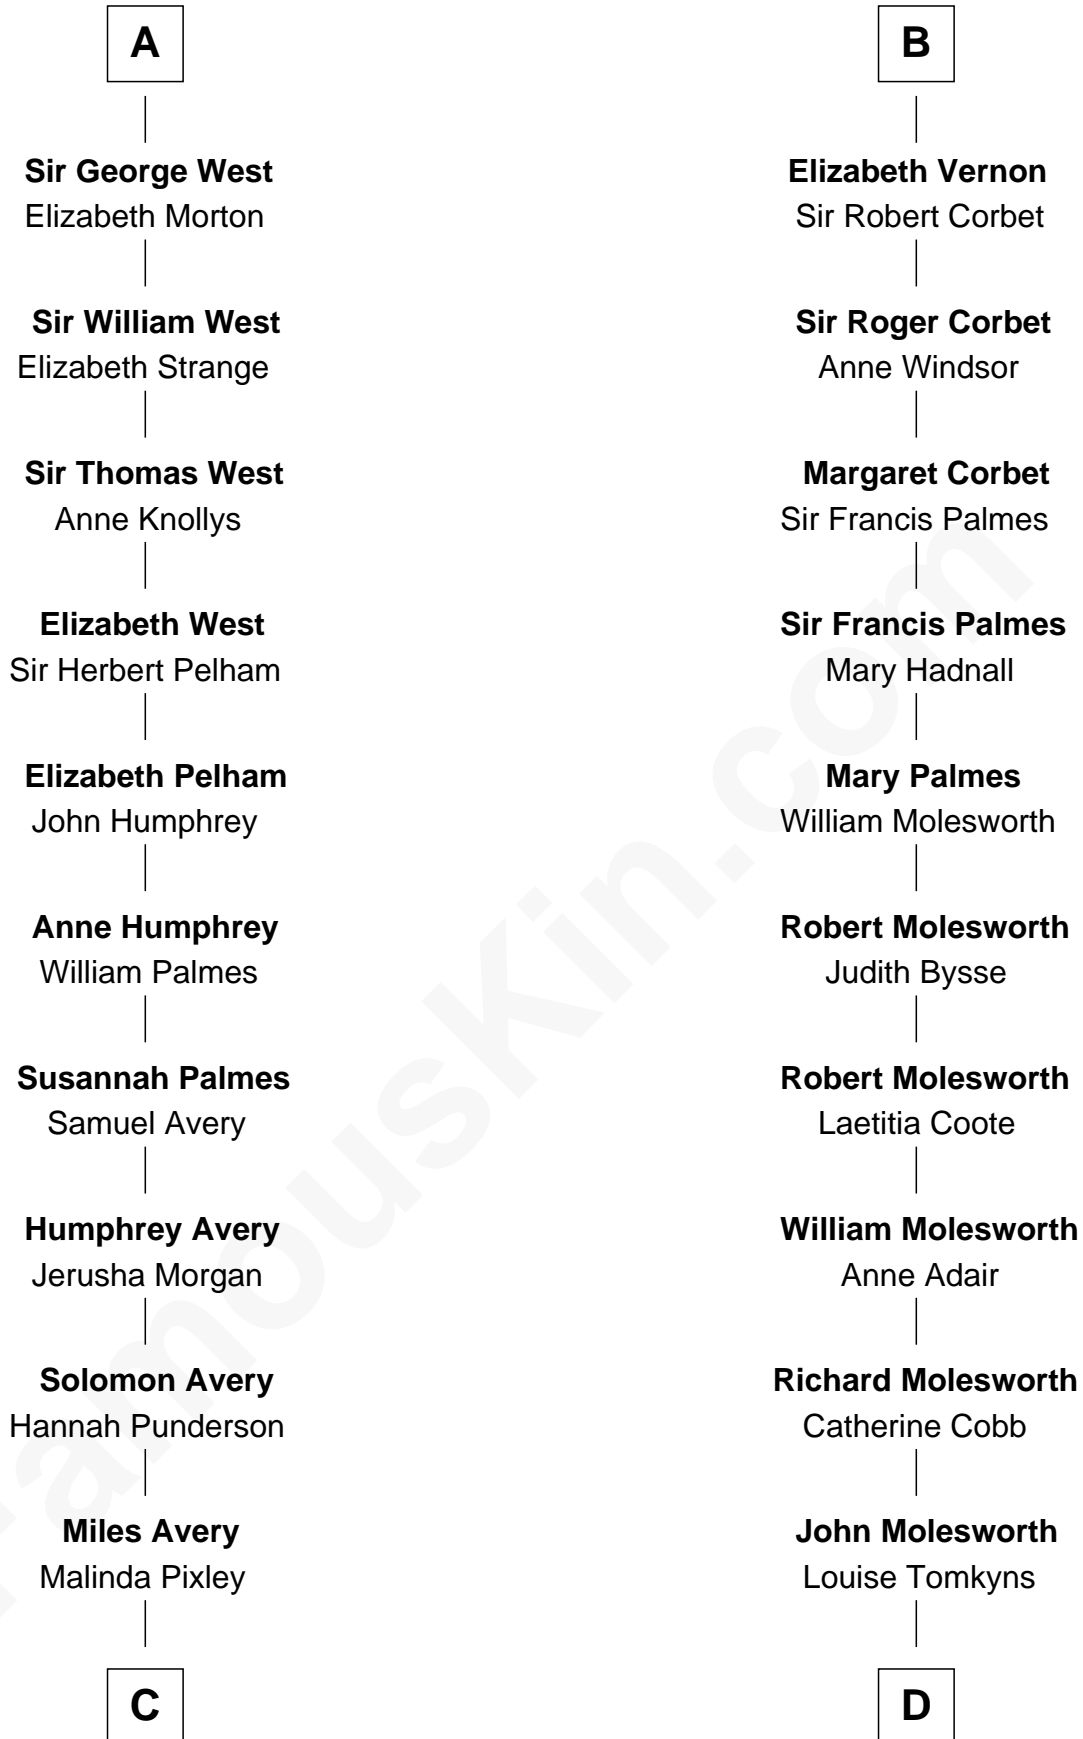 A
Sir George West
Elizabeth Morton
Sir William West
Elizabeth Strange
Sir Thomas West
Anne Knollys
Elizabeth West
Sir Herbert Pelham
Elizabeth Pelham
John Humphrey
Anne Humphrey
William Palmes
Susannah Palmes
Samuel Avery
Humphrey Avery
Jerusha Morgan
Solomon Avery
Hannah Punderson
Miles Avery
Malinda Pixley
C
B
Elizabeth Vernon
Sir Robert Corbet
Sir Roger Corbet
Anne Windsor
Margaret Corbet
Sir Francis Palmes
Sir Francis Palmes
Mary Hadnall
Mary Palmes
William Molesworth
Robert Molesworth
Judith Bysse
Robert Molesworth
Laetitia Coote
William Molesworth
Anne Adair
Richard Molesworth
Catherine Cobb
John Molesworth
Louise Tomkyns
D
FamousKin.com